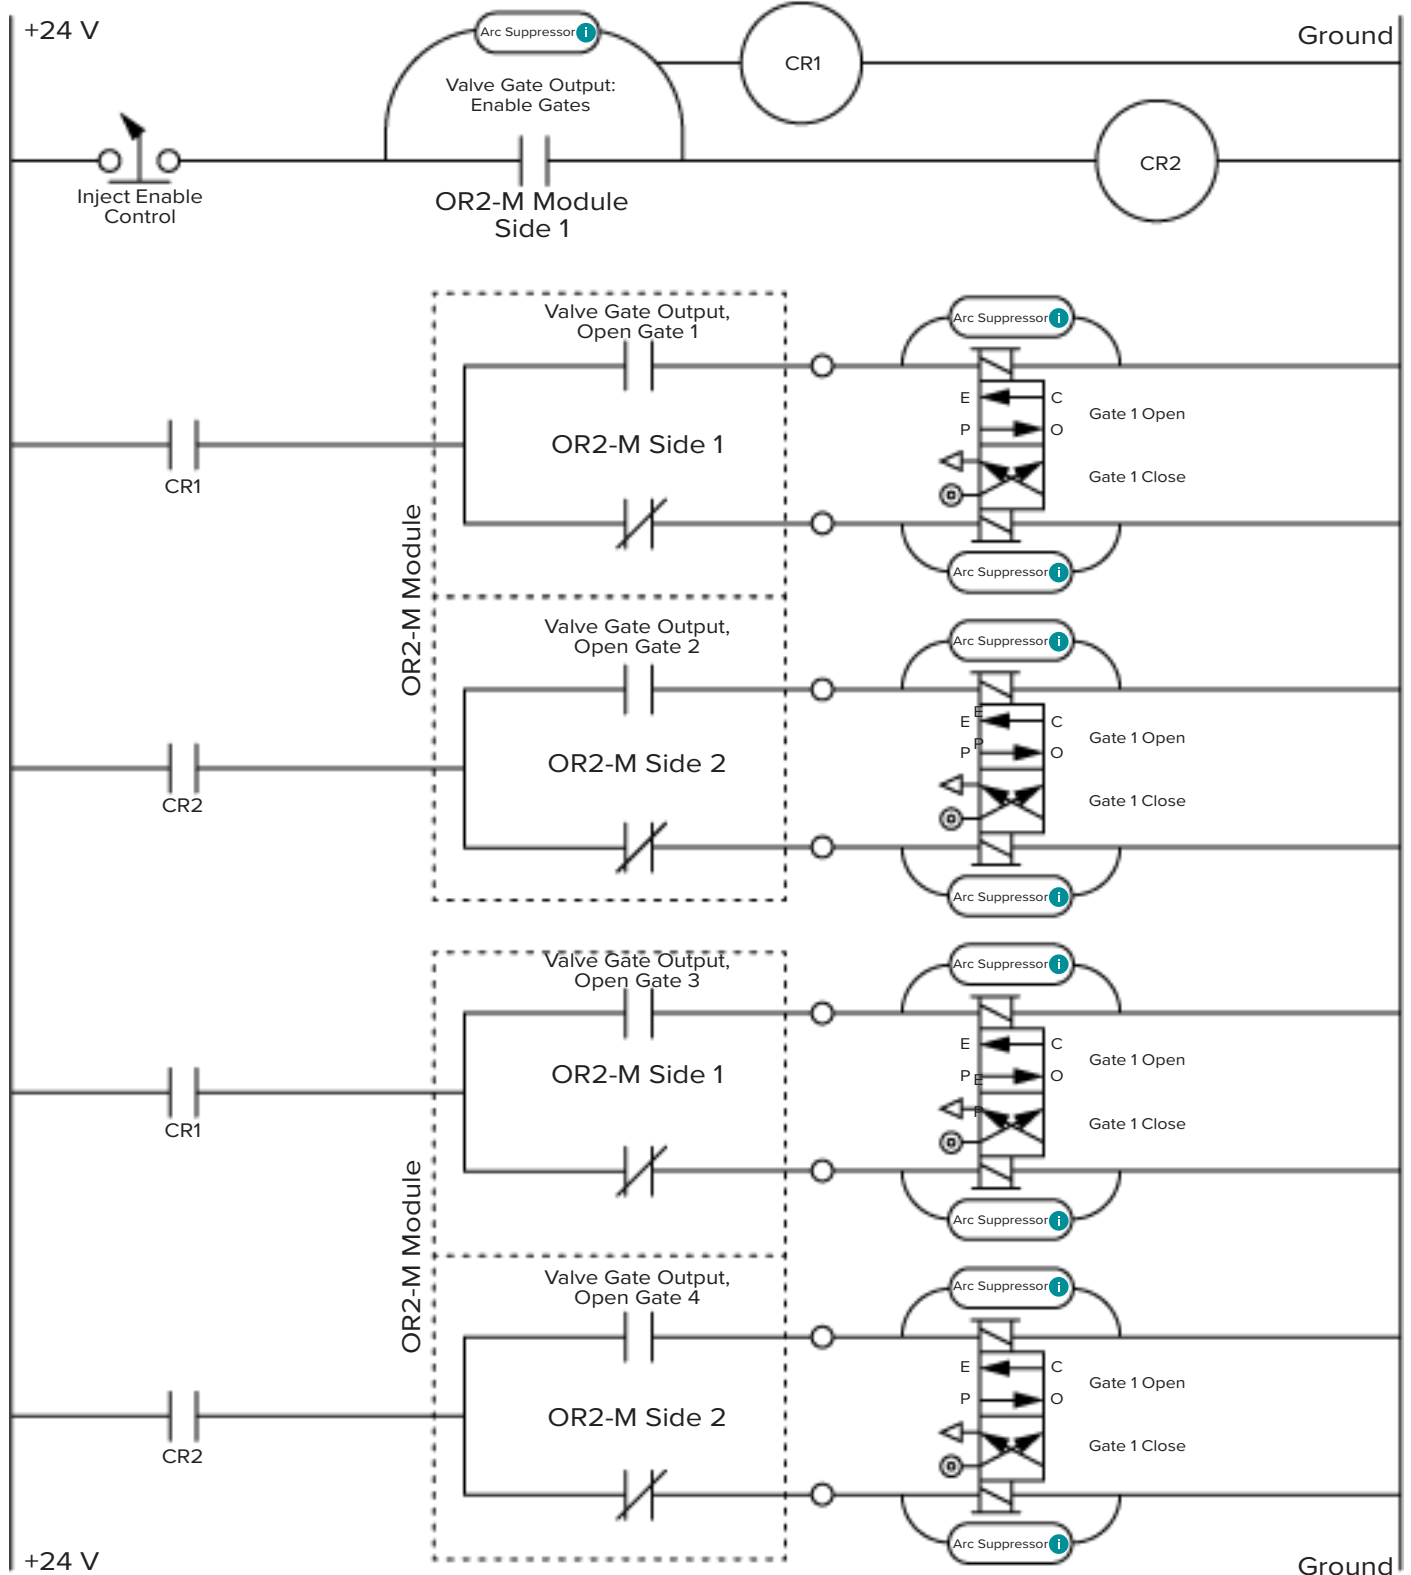 +24 V
Ground
Arc Suppressor i
CR1
Valve Gate Output:
Enable Gates
CR2
Inject Enable
Control
OR2-M Module
Side 1
Valve Gate Output,
Open Gate 1
Arc Suppressor i
E
C
Gate 1 Open
P
O
OR2-M Side 1
Gate 1 Close
CR1
Arc Suppressor i
OR2-M Module
Valve Gate Output,
Open Gate 2
Arc Suppressor i
E
E
C
Gate 1 Open
P
P
O
OR2-M Side 2
Gate 1 Close
CR2
Arc Suppressor i
Valve Gate Output,
Open Gate 3
Arc Suppressor i
E
C
Gate 1 Open
P
E
O
OR2-M Side 1
P
Gate 1 Close
CR1
Arc Suppressor i
OR2-M Module
Valve Gate Output,
Open Gate 4
Arc Suppressor i
E
C
Gate 1 Open
P
O
OR2-M Side 2
Gate 1 Close
CR2
Arc Suppressor i
+24 V
Ground